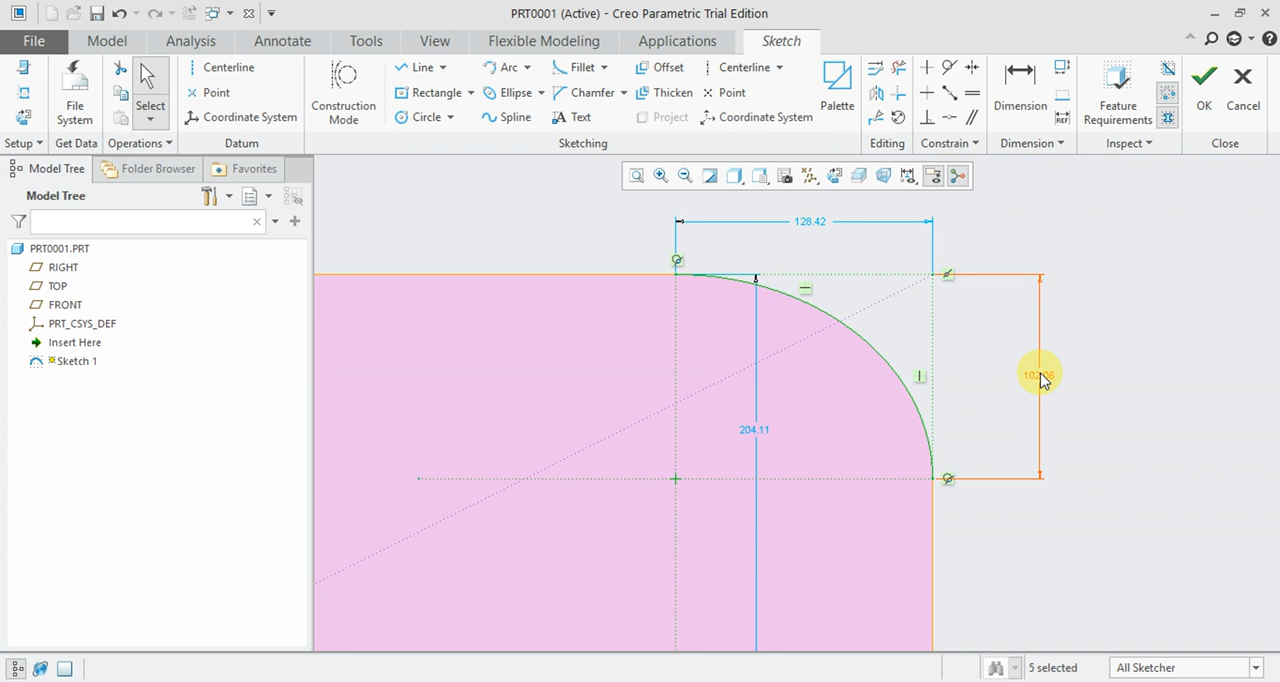 PRT0001 (Active) - Creo Parametric Trial Edition
File Model Analysis Annotate Tools View Flexible Modeling Applications Sketch
Centerline Line Arc Fillet Offset Centerline
Point Rectangle Ellipse Chamfer Thicken Point
File System Select Coordinate System Construction Mode Circle Spline Text Project Coordinate System Palette Dimension REF Feature Requirements OK Cancel
Setup Get Data Operations Datum Sketching Editing Constrain Dimension Inspect Close
Model Tree Folder Browser Favorites
Model Tree
PRT0001.PRT
RIGHT
TOP
FRONT
PRT_CSYS_DEF
Insert Here
Sketch 1
128.42
204.11
5 selected All Sketcher